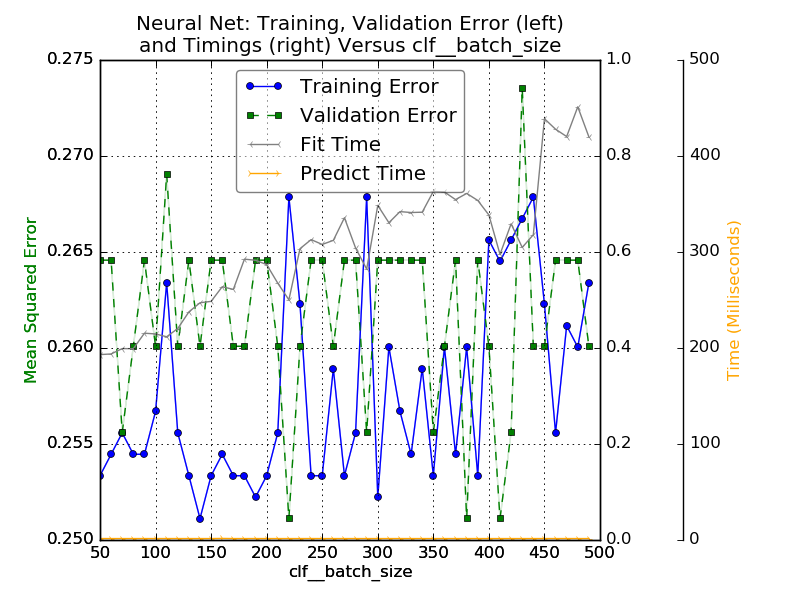 Neural Net: Training, Validation Error (left)
and Timings (right) Versus clf__batch_size
Training Error
Validation Error
Fit Time
Predict Time
Mean Squared Error
0.275
0.270
0.265
0.260
0.255
0.250
50 100 150 200 250 300 350 400 450 500
clf__batch_size
1.0
0.8
0.6
0.4
0.2
0.0
500
400
300
200
100
0
Time (Milliseconds)